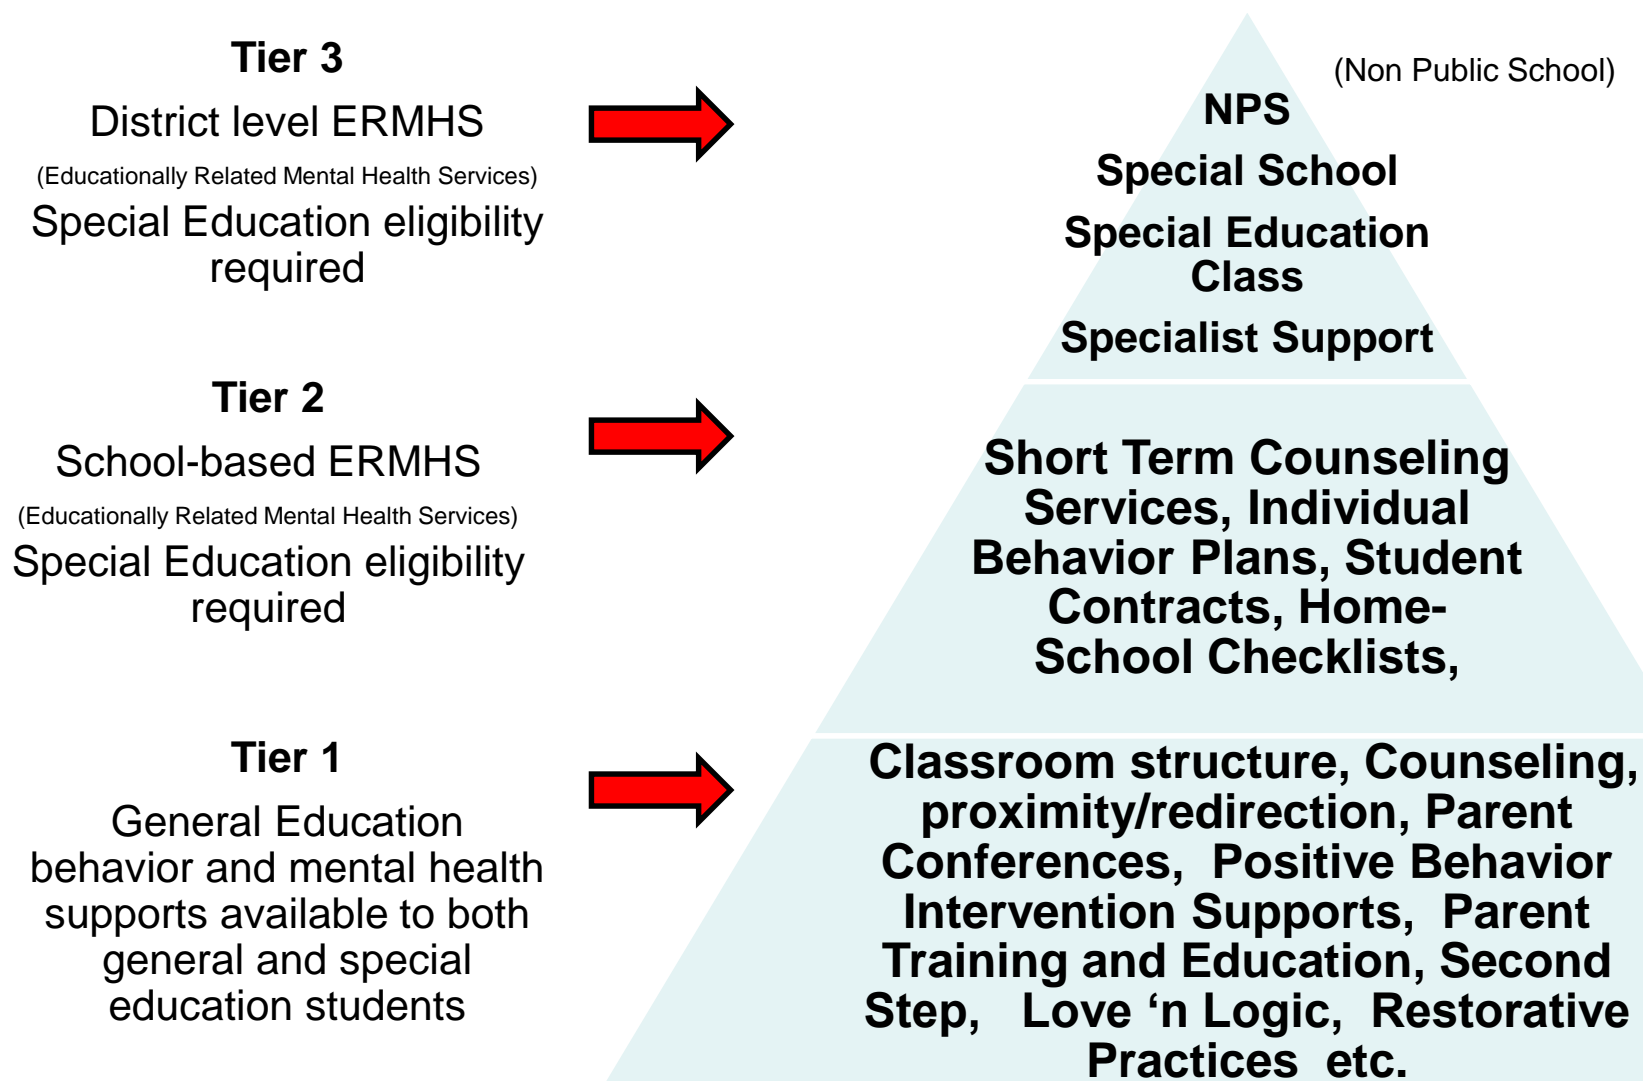 Tier 3
District level ERMHS
(Educationally Related Mental Health Services)
Special Education eligibility
required
(Non Public School)
NPS
Special School
Special Education
Class
Specialist Support
Tier 2
School-based ERMHS
(Educationally Related Mental Health Services)
Special Education eligibility
required
Short Term Counseling
Services, Individual
Behavior Plans, Student
Contracts, Home-
School Checklists,
Tier 1
General Education
behavior and mental health
supports available to both
general and special
education students
Classroom structure, Counseling,
proximity/redirection, Parent
Conferences, Positive Behavior
Intervention Supports, Parent
Training and Education, Second
Step, Love ‘n Logic, Restorative
Practices etc.